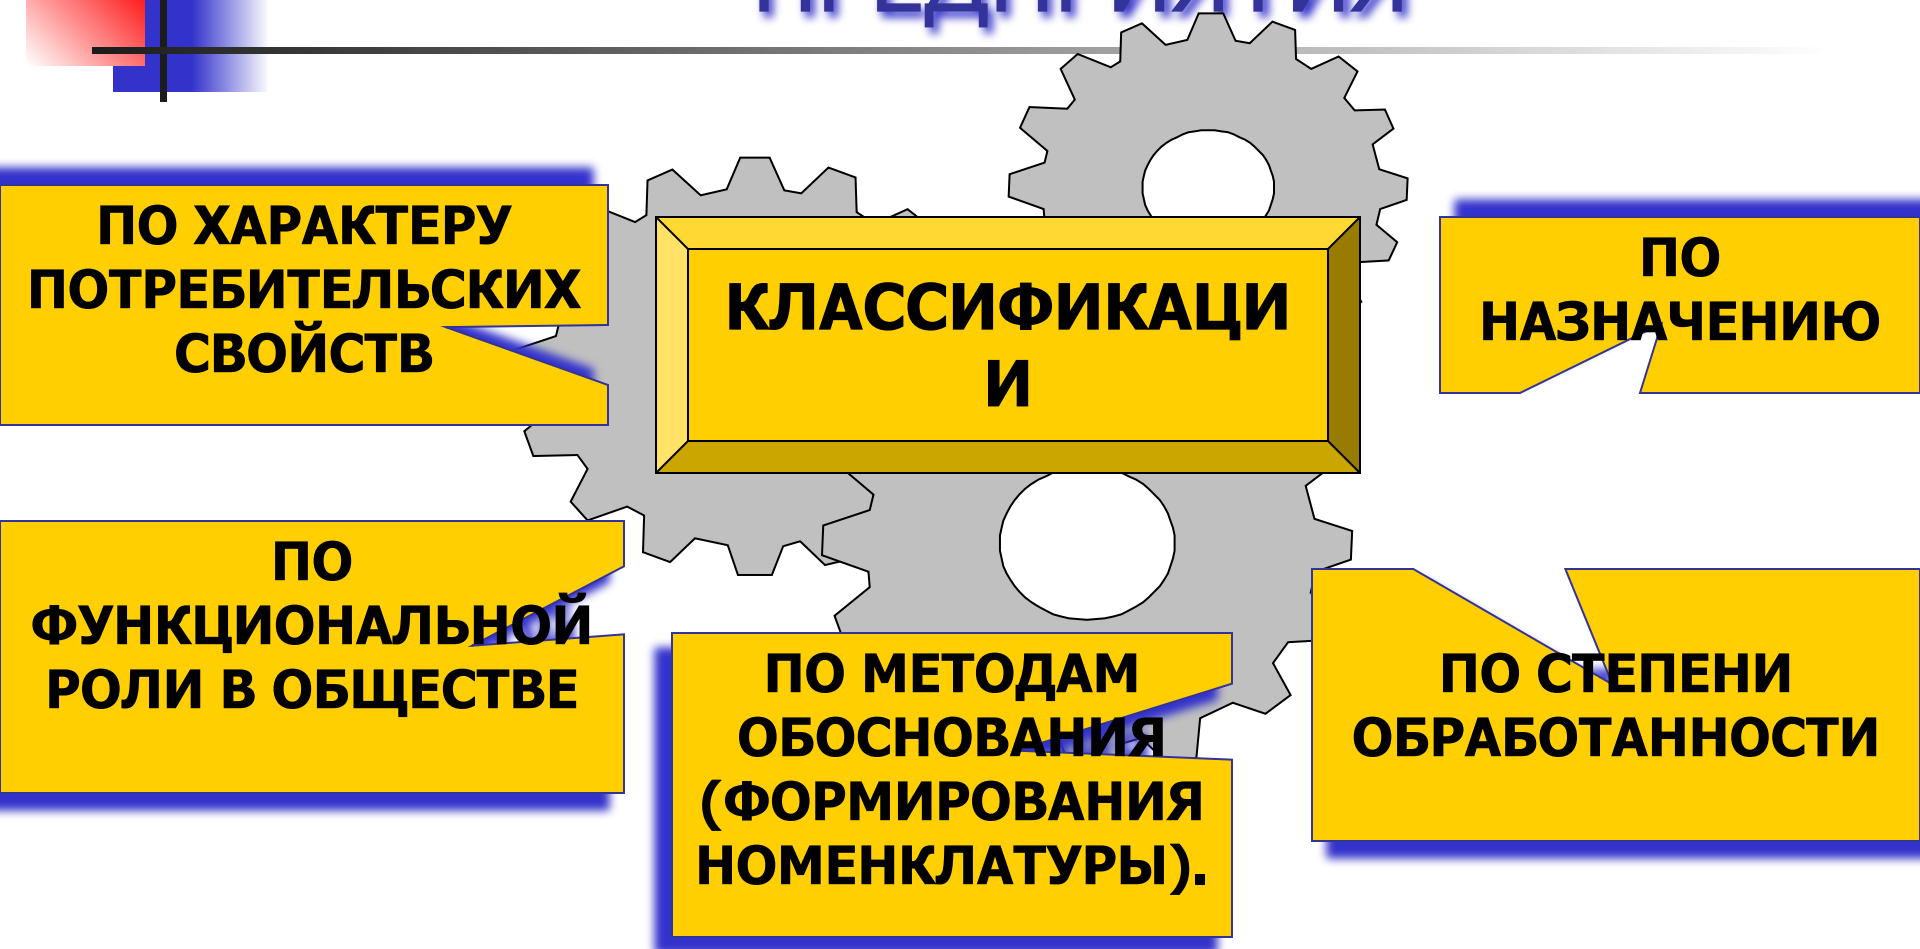 ПРЕДПРИЯТИЯ
ПО ХАРАКТЕРУ
ПОТРЕБИТЕЛЬСКИХ
СВОЙСТВ
КЛАССИФИКАЦИ
И
ПО
НАЗНАЧЕНИЮ
ПО
ФУНКЦИОНАЛЬНОЙ
РОЛИ В ОБЩЕСТВЕ
ПО МЕТОДАМ
ОБОСНОВАНИЯ
(ФОРМИРОВАНИЯ
НОМЕНКЛАТУРЫ).
ПО СТЕПЕНИ
ОБРАБОТАННОСТИ